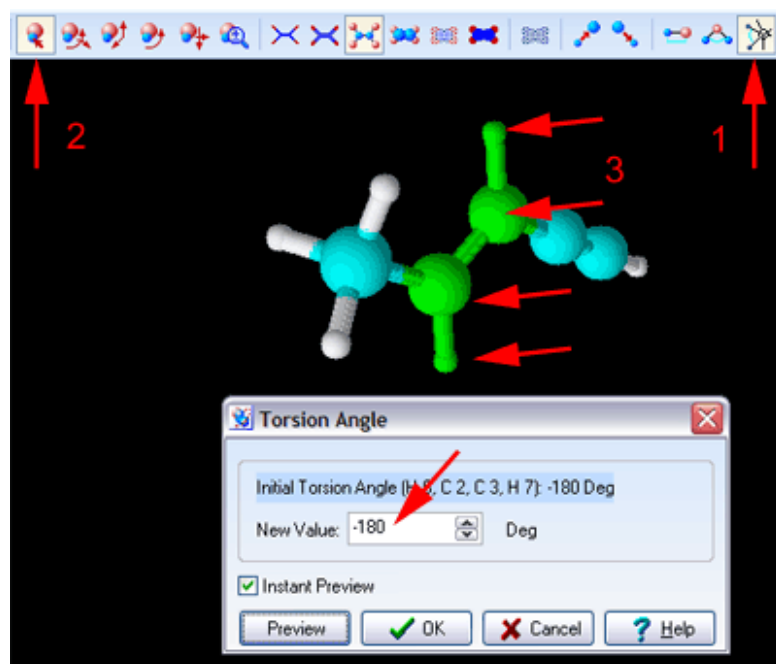 2
1
3
Torsion Angle
Initial Torsion Angle (H 8, C 2, C 3, H 7): -180 Deg
New Value: -180 Deg
Instant Preview
Preview OK Cancel ? Help